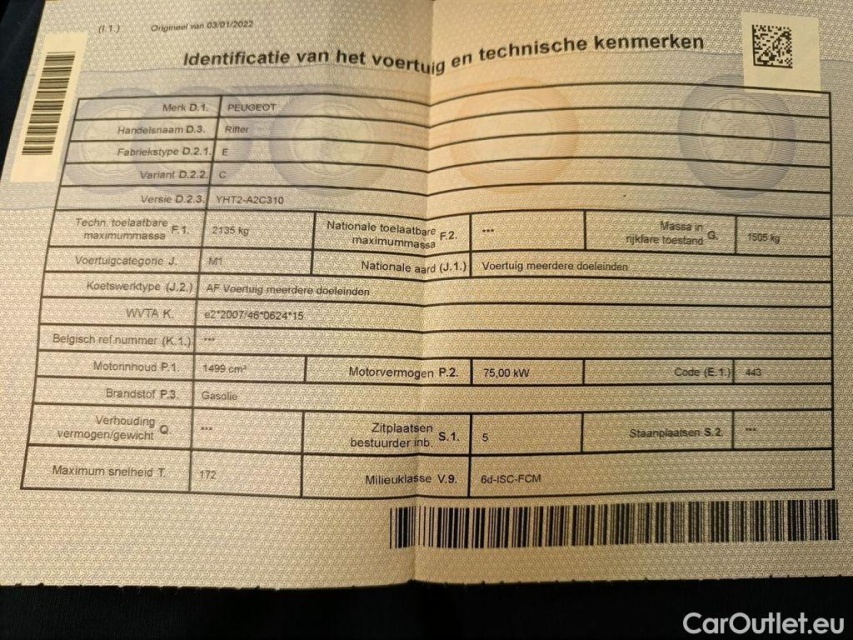 (I.1.) Origineel van 03/01/2022
Identificatie van het voertuig en technische kenmerken
Merk D.1. PEUGEOT
Handelsnaam D.3. Rifter
Fabriekstype D.2.1. E
Variant D.2.2. C
Versie D.2.3. YHT2-A2C310
Techn. toelaatbare maximummassa F.1. 2135 kg Nationale toelaatbare maximummassa F.2. *** Massa in rijklare toestand G. 1505 kg
Voertuigcategorie J. M1 Nationale aard (J.1.) Voertuig meerdere doeleinden
Koetswerktype (J.2.) AF Voertuig meerdere doeleinden
WVTA K. e2*2007/46*0624*15
Belgisch ref.nummer (K.1.) ***
Motorinhoud P.1. 1499 cm³ Motorvermogen P.2. 75,00 kW Code (E.1.) 443
Brandstof P.3. Gasolie
Verhouding vermogen/gewicht Q. *** Zitplaatsen bestuurder inb. S.1. 5 Staanplaatsen S.2. ***
Maximum snelheid T. 172 Milieuklasse V.9. 6d-ISC-FCM
CarOutlet.eu